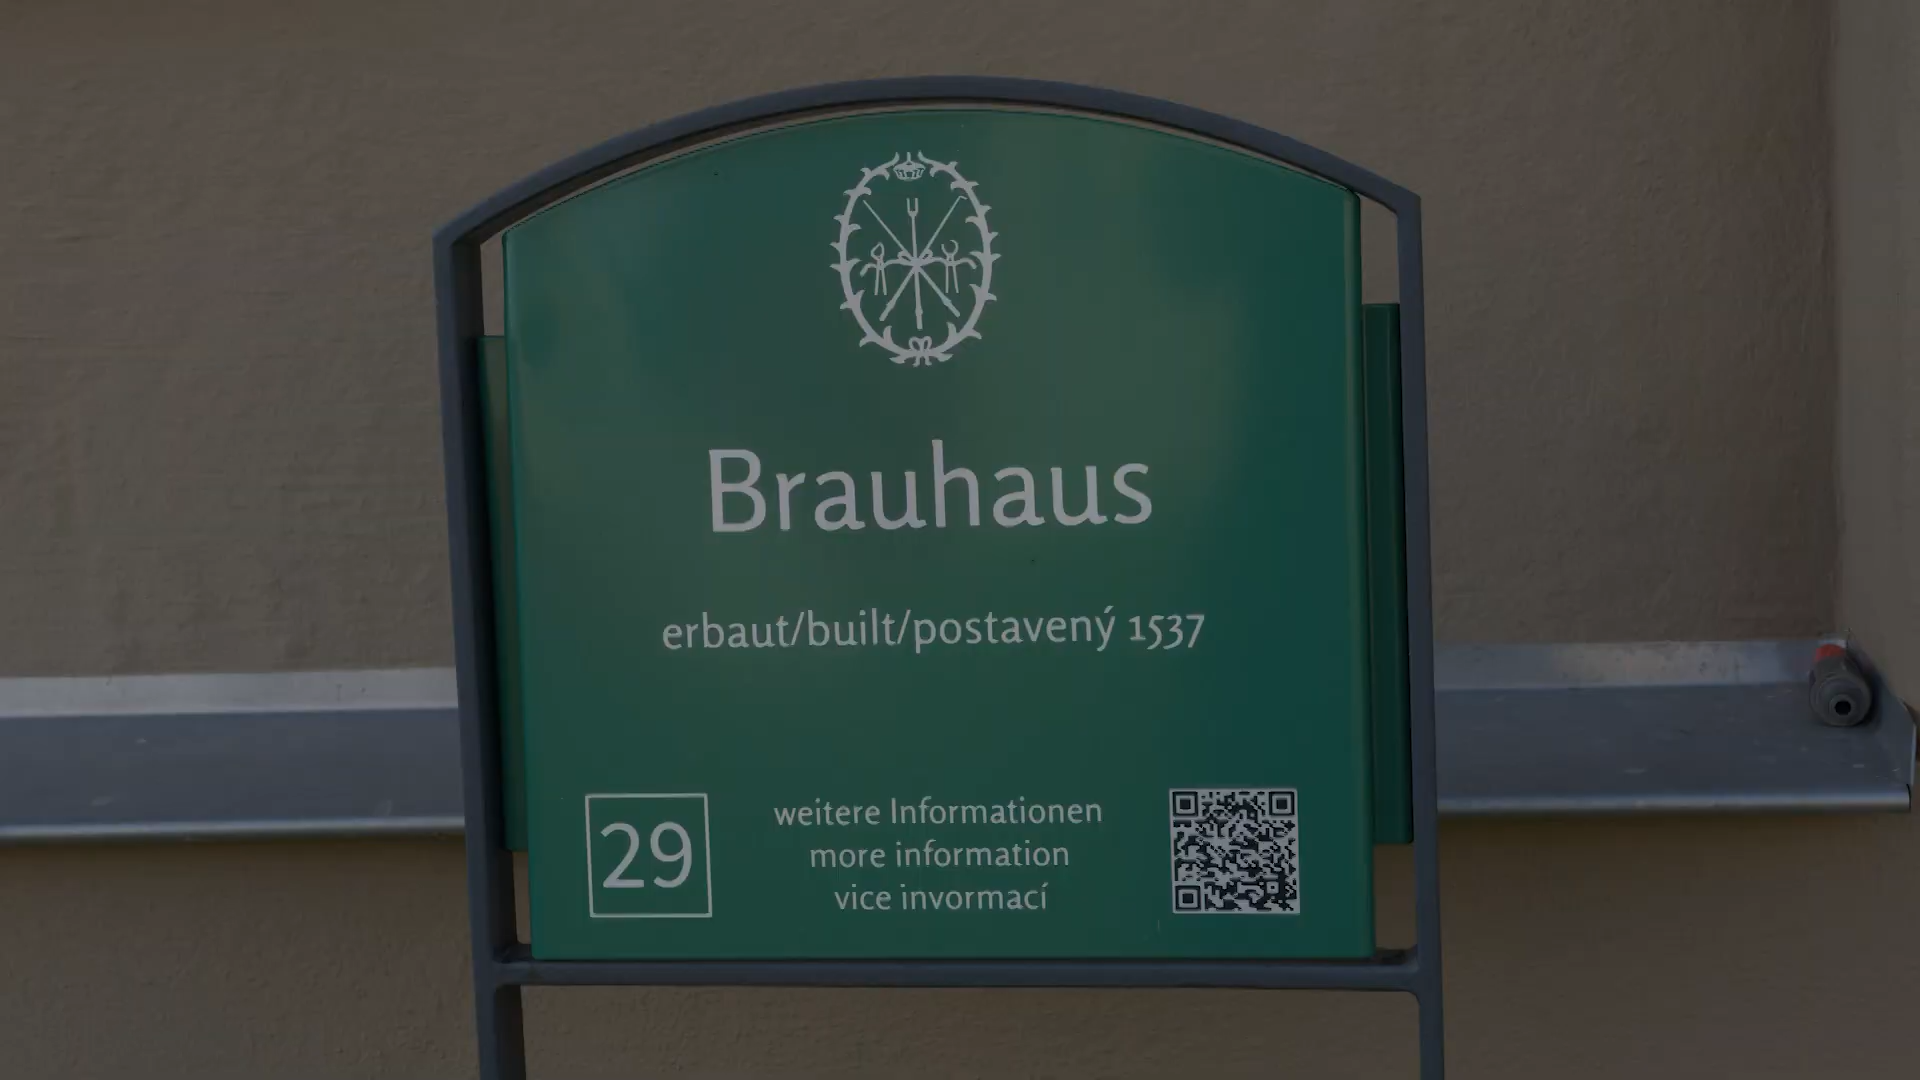 Brauhaus
erbaut/built/postavený 1537
29
weitere Informationen
more information
vice invormací